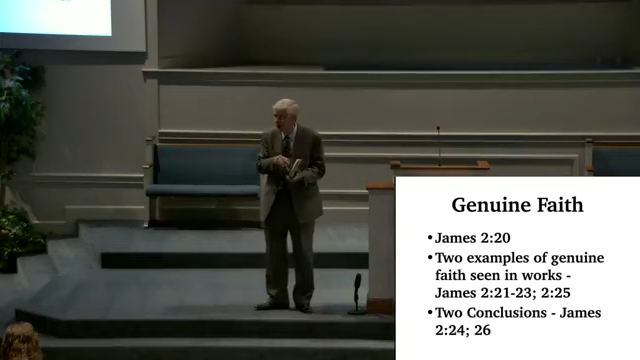 Genuine Faith
•James 2:20
•Two examples of genuine
faith seen in works -
James 2:21-23; 2:25
•Two Conclusions - James
2:24; 26